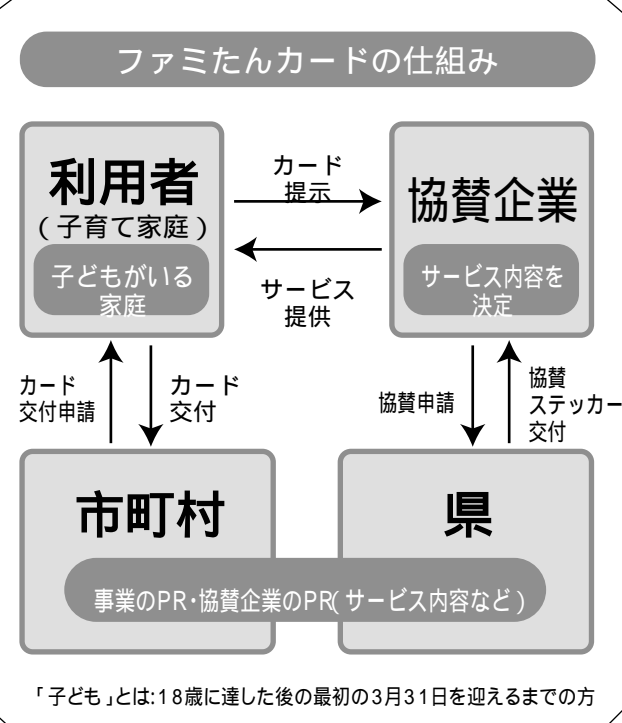 ファミたんカードの仕組み
利用者
(子育て家庭)
子どもがいる
家庭
カード
提示
サービス
提供
協賛企業
サービス内容を
決定
カード
交付申請
カード
交付
協賛申請
協賛
ステッカー
交付
市町村
県
事業のPR・協賛企業のPR(サービス内容など)
「子ども」とは:18歳に達した後の最初の3月31日を迎えるまでの方